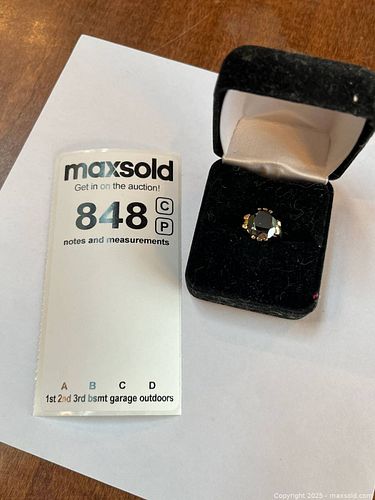 maxsold
Get in on the auction!
848 C
P
notes and measurements
A B C D
1st 2nd 3rd bsmt garage outdoors
Copyright 2025 - maxsold.com